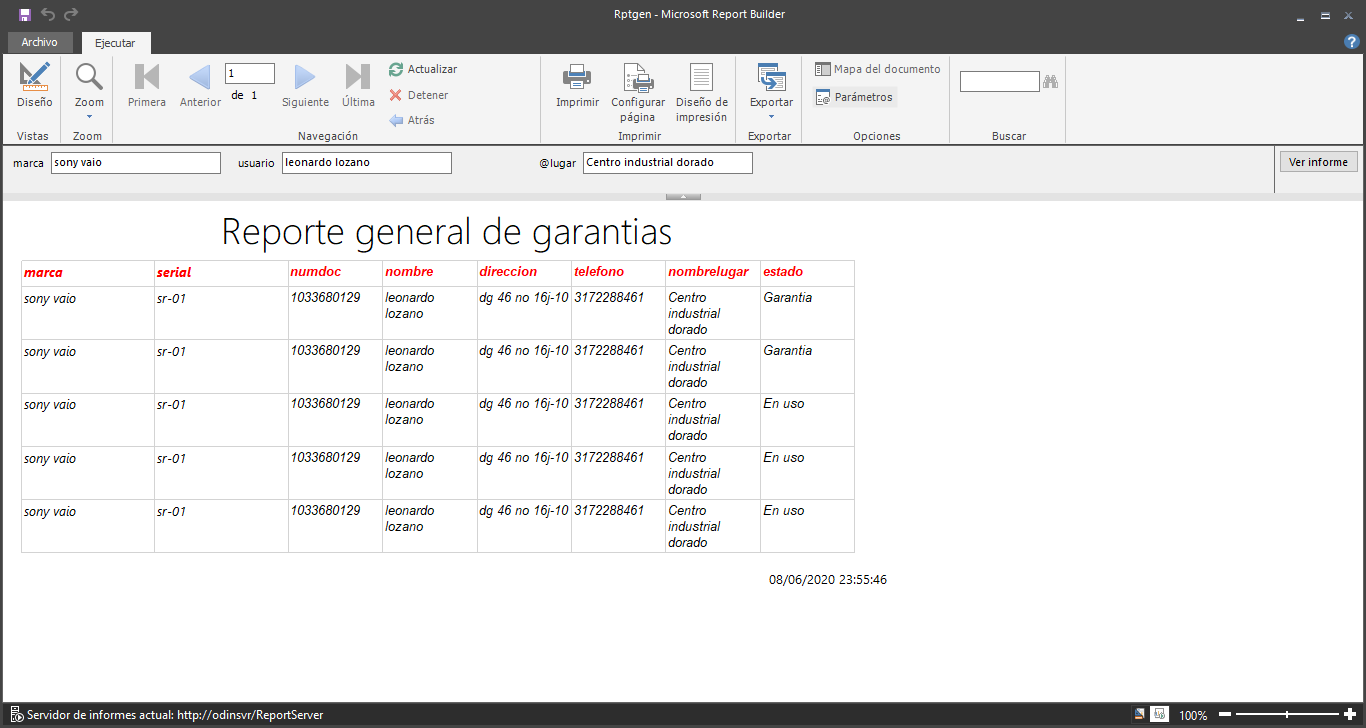 Rptgen - Microsoft Report Builder
Archivo Ejecutar
Diseño
Vistas
Zoom
Zoom
Primera
Anterior
1
de 1
Siguiente
Última
Actualizar
Detener
Atrás
Navegación
Imprimir
Configurar
página
Diseño de
impresión
Imprimir
Exportar
Exportar
Mapa del documento
Parámetros
Opciones
Buscar
marca sony vaio usuario leonardo lozano @lugar Centro industrial dorado Ver informe
Reporte general de garantias
marca serial numdoc nombre direccion telefono nombrelugar estado
sony vaio sr-01 1033680129 leonardo dg 46 no 16j-10 3172288461 Centro Garantia
lozano industrial
dorado
sony vaio sr-01 1033680129 leonardo dg 46 no 16j-10 3172288461 Centro Garantia
lozano industrial
dorado
sony vaio sr-01 1033680129 leonardo dg 46 no 16j-10 3172288461 Centro En uso
lozano industrial
dorado
sony vaio sr-01 1033680129 leonardo dg 46 no 16j-10 3172288461 Centro En uso
lozano industrial
dorado
sony vaio sr-01 1033680129 leonardo dg 46 no 16j-10 3172288461 Centro En uso
lozano industrial
dorado
08/06/2020 23:55:46
Servidor de informes actual: http://odinsvr/ReportServer 100%